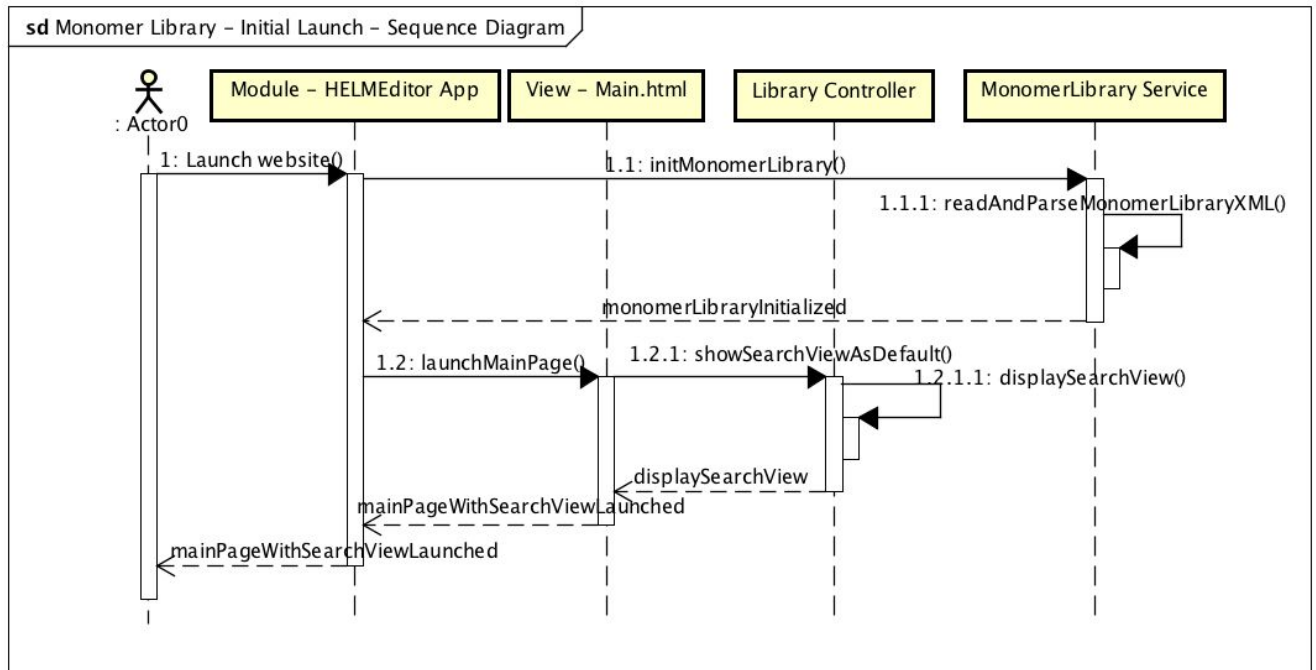 sd Monomer Library – Initial Launch – Sequence Diagram
Module – HELMEditor App
View – Main.html
Library Controller
MonomerLibrary Service
: Actor0
1: Launch website()
1.1: initMonomerLibrary()
1.1.1: readAndParseMonomerLibraryXML()
monomerLibraryInitialized
1.2: launchMainPage()
1.2.1: showSearchViewAsDefault()
1.2.1.1: displaySearchView()
displaySearchView
mainPageWithSearchViewLaunched
mainPageWithSearchViewLaunched